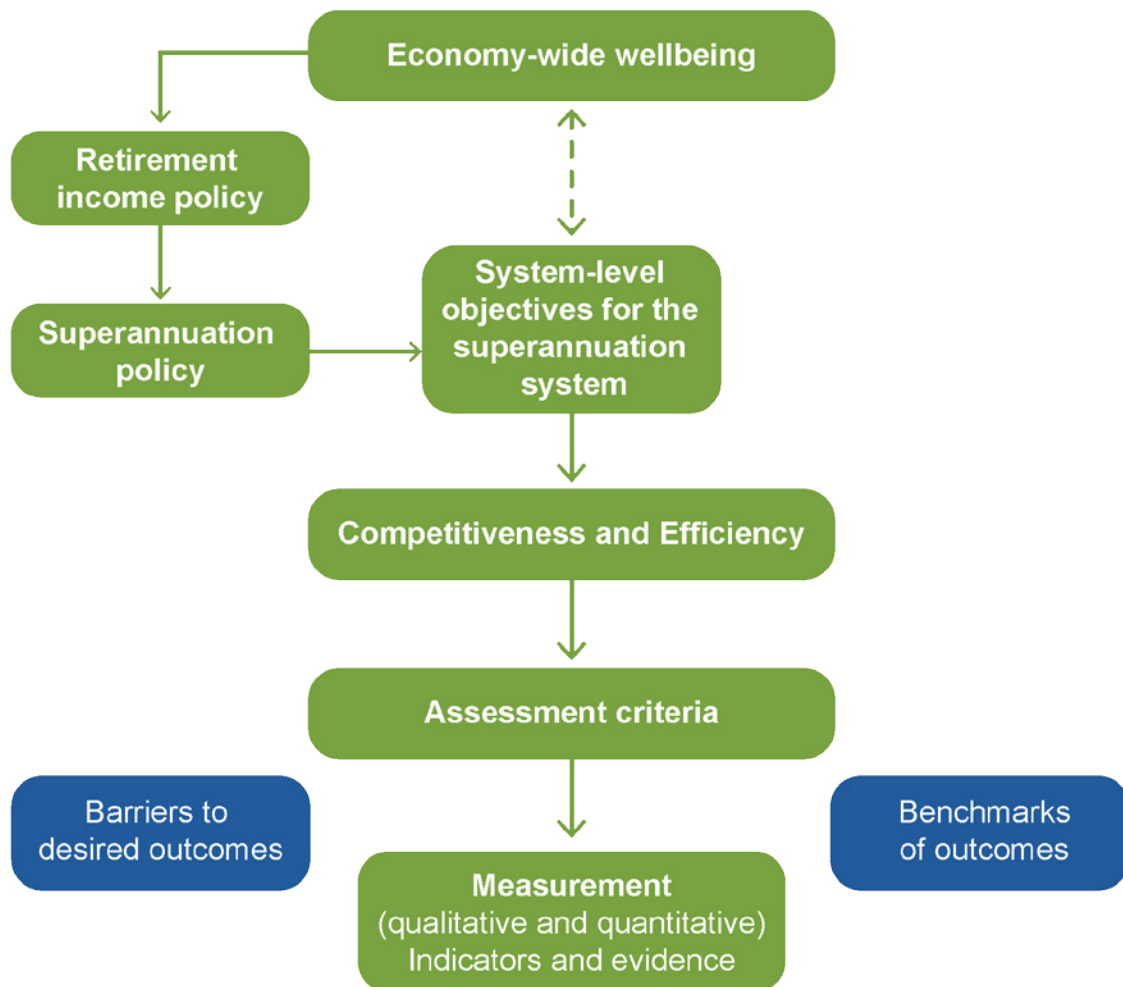 Economy-wide wellbeing
Retirement
income policy
System-level
objectives for the
superannuation
system
Superannuation
policy
Competitiveness and Efficiency
Assessment criteria
Barriers to
desired outcomes
Benchmarks
of outcomes
Measurement
(qualitative and quantitative)
Indicators and evidence